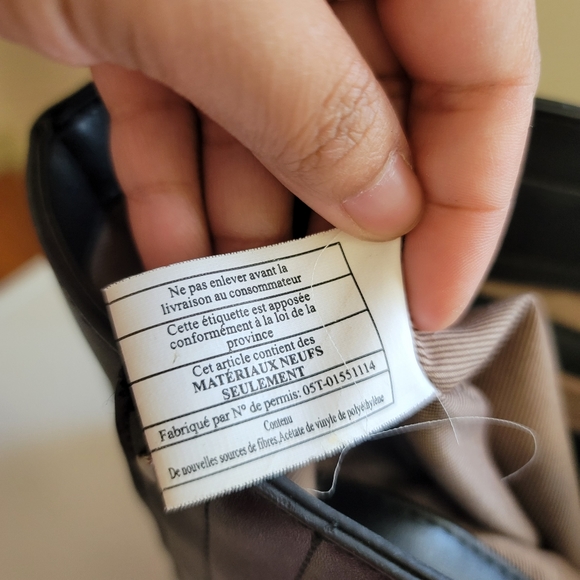 Ne pas enlever avant la
livraison au consommateur
Cette étiquette est apposée
conformément à la loi de la
province
Cet article contient des
MATÉRIAUX NEUFS
SEULEMENT
Fabriqué par N° de permis: 05T-01551114
Contenu
De nouvelles sources de fibres,Acétate de vinyle de polyéthylène